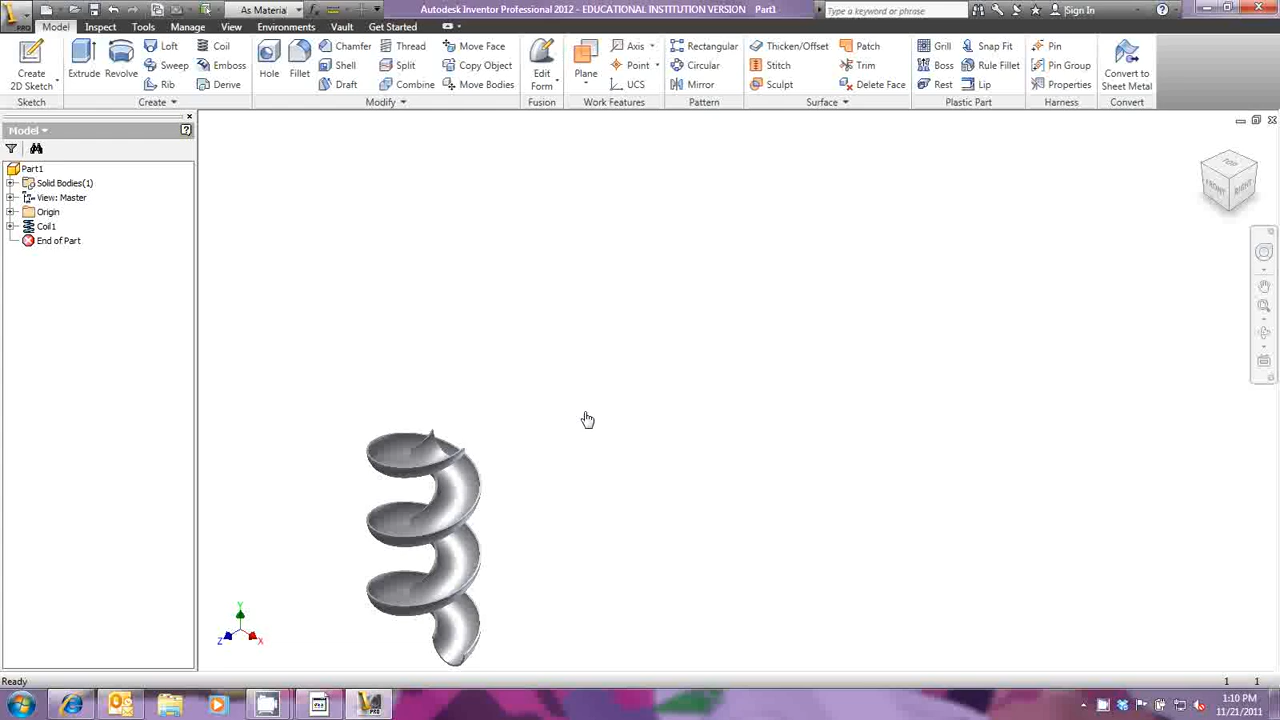 As Materia
Autodesk Inventor Professional 2012 - EDUCATIONAL INSTITUTION VERSION Part1
Type a keyword or phrase
Sign In
PRO
Model Inspect Tools Manage View Environments Vault Get Started
Create 2D Sketch
Sketch
Extrude Revolve
Loft Coil
Sweep Emboss
Rib Derive
Create
Hole Fillet
Chamfer Thread Move Face
Shell Split Copy Object
Draft Combine Move Bodies
Modify
Edit Form
Fusion
Plane
Axis
Point
UCS
Work Features
Rectangular
Circular
Mirror
Pattern
Thicken/Offset Patch
Stitch Trim
Sculpt Delete Face
Surface
Grill Snap Fit
Boss Rule Fillet
Rest Lip
Plastic Part
Pin
Pin Group
Properties
Harness
Convert to Sheet Metal
Convert
Model
Part1
Solid Bodies(1)
View: Master
Origin
Coil1
End of Part
TOP
FRONT
RIGHT
Y
Z
X
Ready
1 1
1:10 PM
11/21/2011